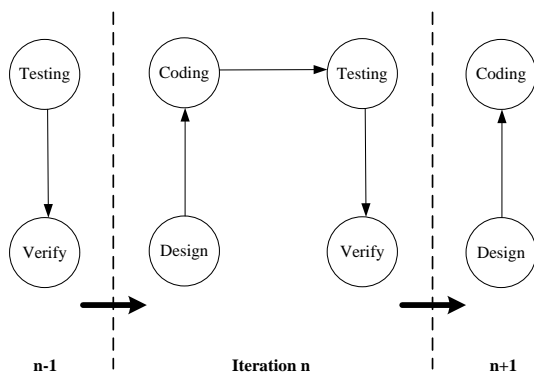 Testing
Coding
Testing
Coding
Verify
Design
Verify
Design
n-1
Iteration n
n+1